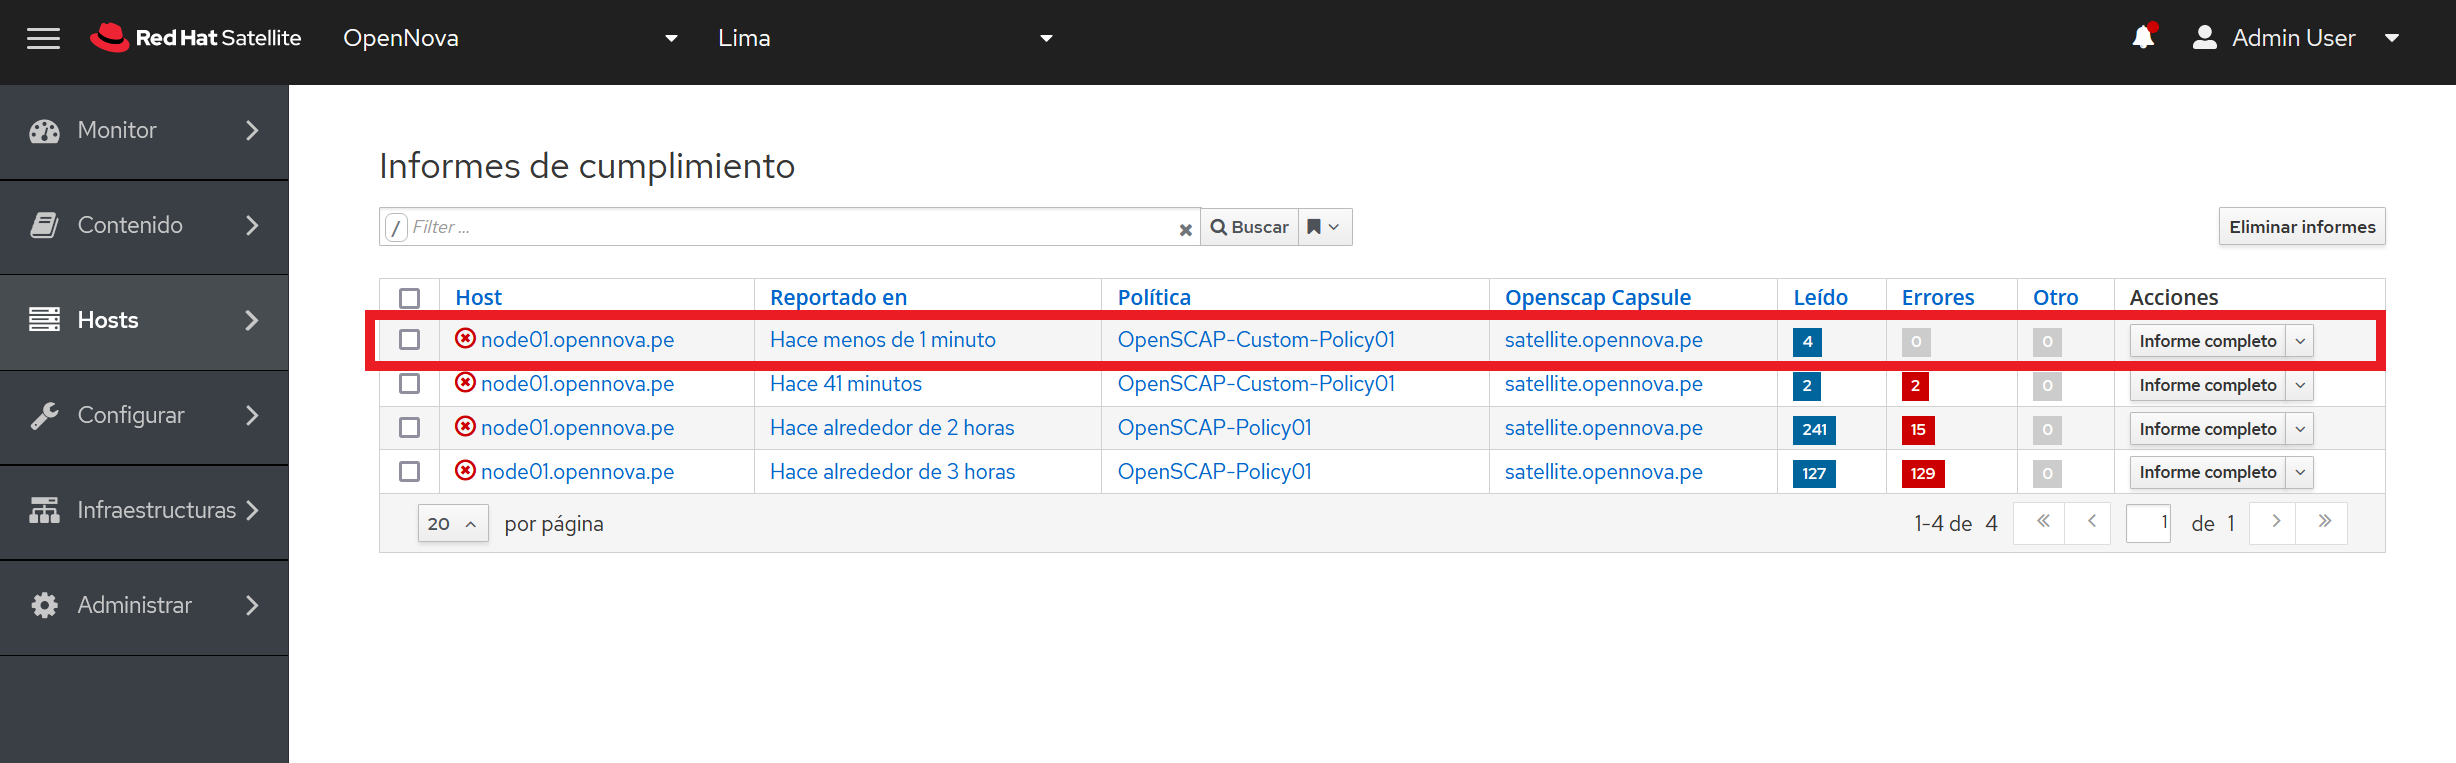 Red Hat Satellite OpenNova Lima Admin User
Monitor
Contenido
Hosts
Configurar
Infraestructuras
Administrar
Informes de cumplimiento
/ Filter ... Buscar Eliminar informes
Host Reportado en Política Openscap Capsule Leído Errores Otro Acciones
node01.opennova.pe Hace menos de 1 minuto OpenSCAP-Custom-Policy01 satellite.opennova.pe 4 0 0 Informe completo
node01.opennova.pe Hace 41 minutos OpenSCAP-Custom-Policy01 satellite.opennova.pe 2 2 0 Informe completo
node01.opennova.pe Hace alrededor de 2 horas OpenSCAP-Policy01 satellite.opennova.pe 241 15 0 Informe completo
node01.opennova.pe Hace alrededor de 3 horas OpenSCAP-Policy01 satellite.opennova.pe 127 129 0 Informe completo
20 por página 1-4 de 4 « ‹ 1 de 1 › »